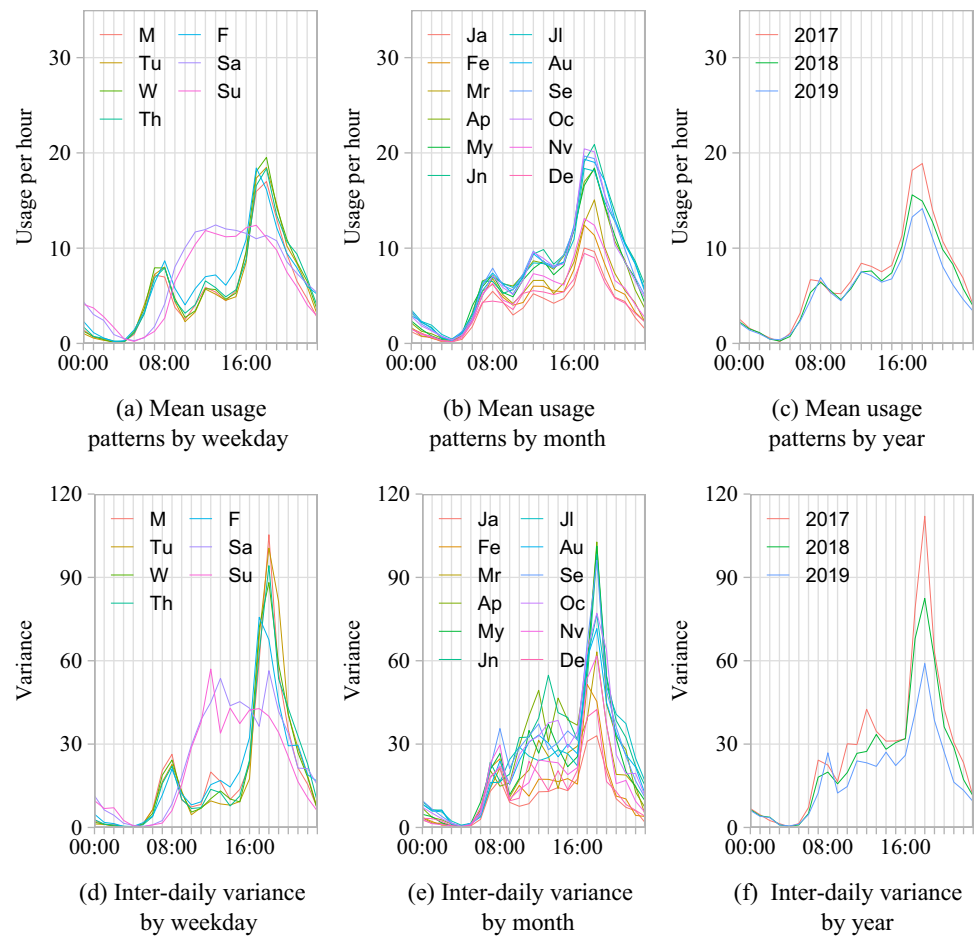 Usage per hour
30
20
10
0
M
Tu
W
Th
F
Sa
Su
00:00 08:00 16:00
(a) Mean usage
patterns by weekday
Usage per hour
30
20
10
0
Ja
Fe
Mr
Ap
My
Jn
Jl
Au
Se
Oc
Nv
De
00:00 08:00 16:00
(b) Mean usage
patterns by month
Usage per hour
30
20
10
0
2017
2018
2019
00:00 08:00 16:00
(c) Mean usage
patterns by year
Variance
120
90
60
30
0
M
Tu
W
Th
F
Sa
Su
00:00 08:00 16:00
(d) Inter-daily variance
by weekday
Variance
120
90
60
30
0
Ja
Fe
Mr
Ap
My
Jn
Jl
Au
Se
Oc
Nv
De
00:00 08:00 16:00
(e) Inter-daily variance
by month
Variance
120
90
60
30
0
2017
2018
2019
00:00 08:00 16:00
(f) Inter-daily variance
by year